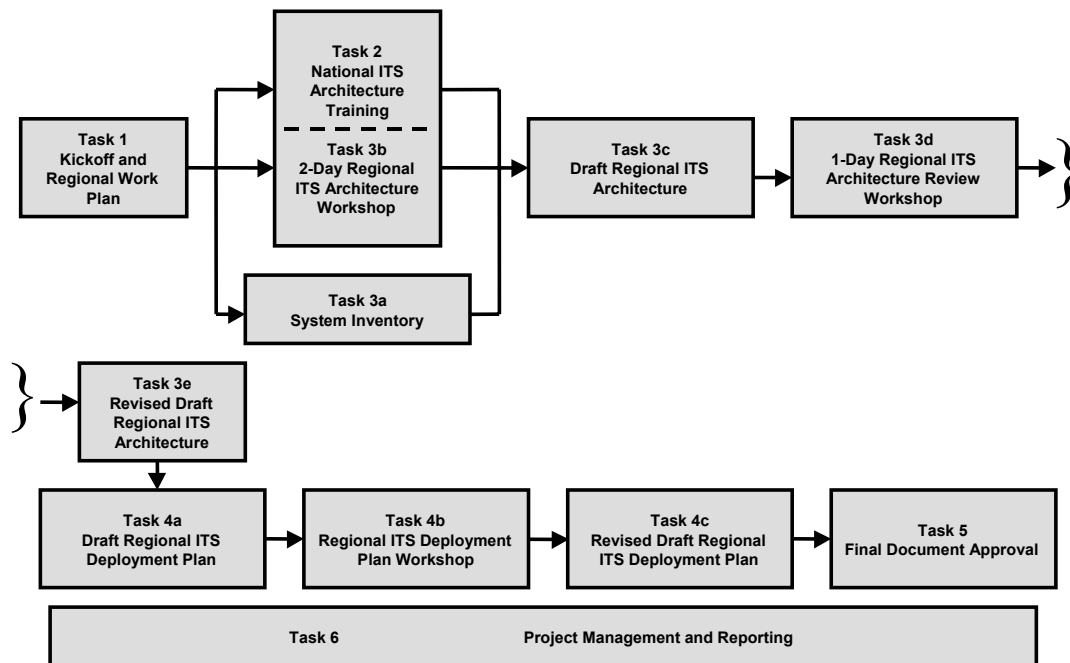 Task 1
Kickoff and
Regional Work
Plan
Task 2
National ITS
Architecture
Training
Task 3b
2-Day Regional
ITS Architecture
Workshop
Task 3a
System Inventory
Task 3c
Draft Regional ITS
Architecture
Task 3d
1-Day Regional ITS
Architecture Review
Workshop
}
}
Task 3e
Revised Draft
Regional ITS
Architecture
Task 4a
Draft Regional ITS
Deployment Plan
Task 4b
Regional ITS Deployment
Plan Workshop
Task 4c
Revised Draft Regional
ITS Deployment Plan
Task 5
Final Document Approval
Task 6 Project Management and Reporting